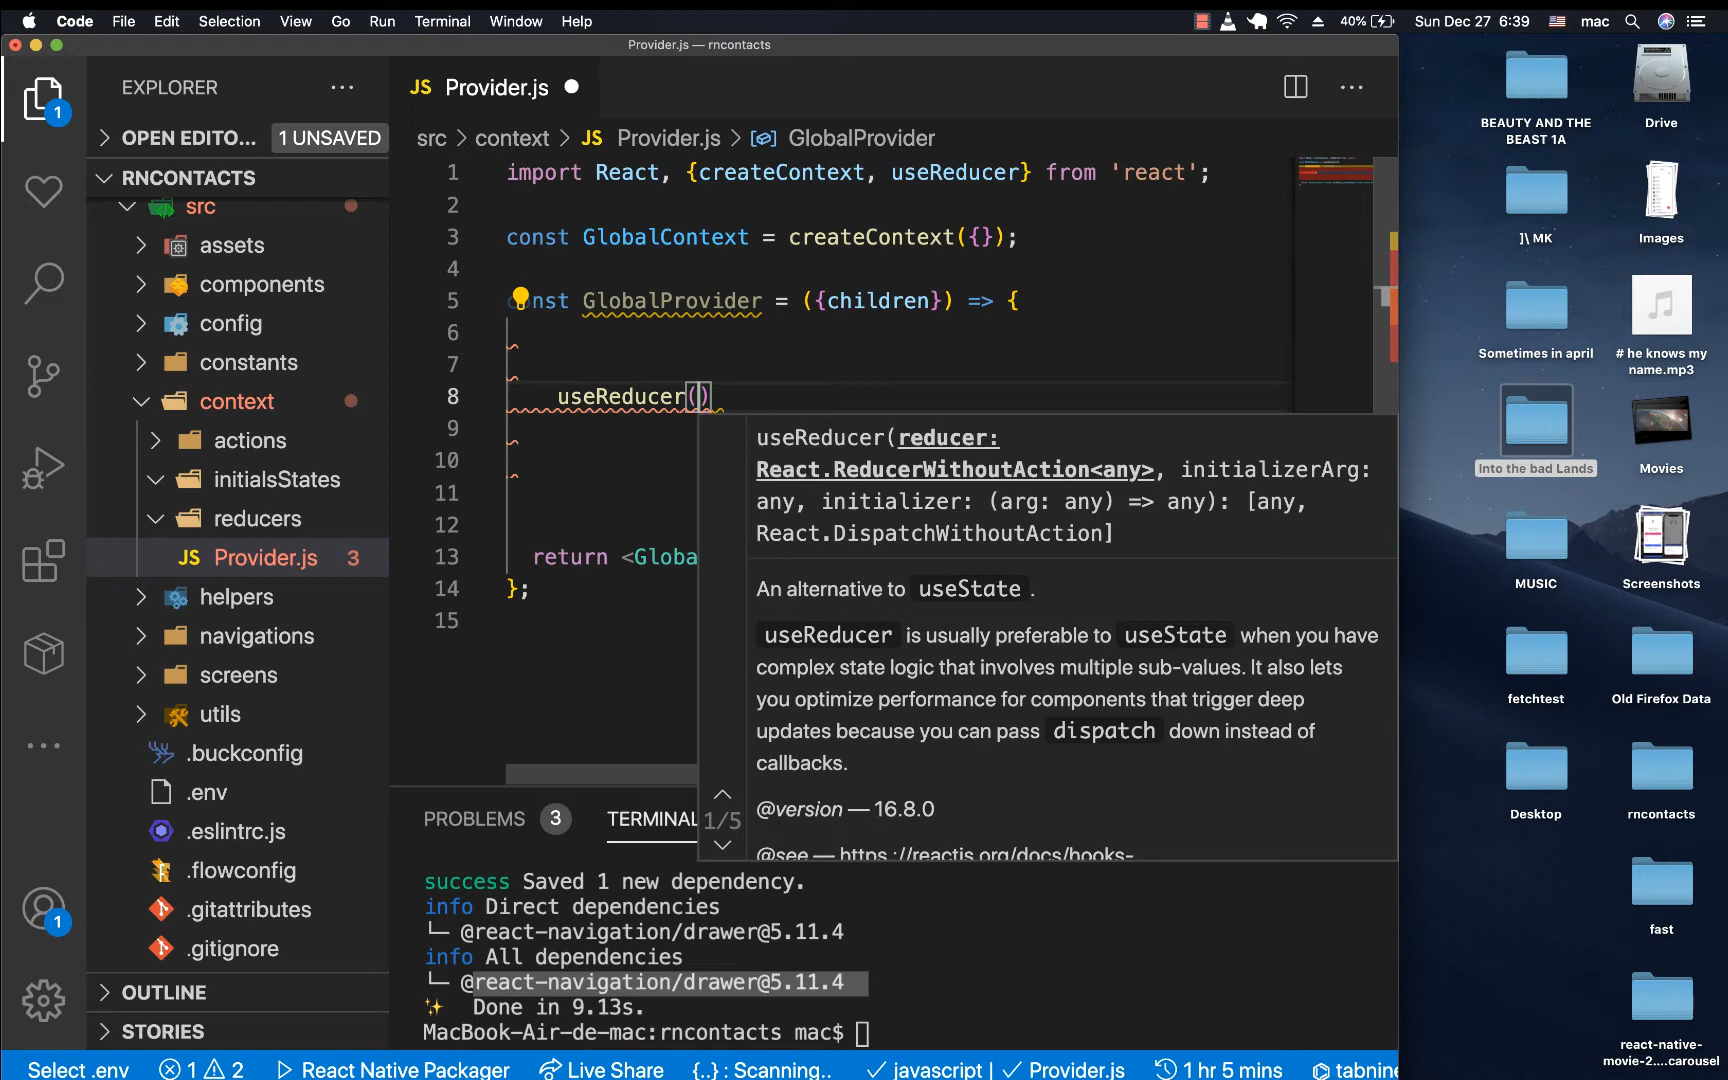 Code File Edit Selection View Go Run Terminal Window Help
40% Sun Dec 27 6:39 mac
Provider.js — rncontacts
EXPLORER
OPEN EDITO... 1 UNSAVED
RNCONTACTS
src
assets
components
config
constants
context
actions
initialsStates
reducers
JS Provider.js 3
helpers
navigations
screens
utils
.buckconfig
.env
.eslintrc.js
.flowconfig
.gitattributes
.gitignore
OUTLINE
STORIES
1
1
JS Provider.js
src > context > JS Provider.js > GlobalProvider
1 import React, {createContext, useReducer} from 'react';
2
3 const GlobalContext = createContext({});
4
5 const GlobalProvider = ({children}) => {
6
7
8 useReducer()
9
10
11
12
13 return <Globa
14 };
15
useReducer(reducer:
React.ReducerWithoutAction<any>, initializerArg:
any, initializer: (arg: any) => any): [any,
React.DispatchWithoutAction]
An alternative to useState .
useReducer is usually preferable to useState when you have
complex state logic that involves multiple sub-values. It also lets
you optimize performance for components that trigger deep
updates because you can pass dispatch down instead of
callbacks.
@version — 16.8.0
@see — https://reactjs.org/docs/hooks-
1/5
PROBLEMS 3 TERMINAL
success Saved 1 new dependency.
info Direct dependencies
└─ @react-navigation/drawer@5.11.4
info All dependencies
└─ @react-navigation/drawer@5.11.4
✨ Done in 9.13s.
MacBook-Air-de-mac:rncontacts mac$
Select .env 1 2 React Native Packager Live Share {..} : Scanning.. javascript | Provider.js 1 hr 5 mins tabnine
BEAUTY AND THE
BEAST 1A
Drive
]\ MK
Images
Sometimes in april
# he knows my
name.mp3
Into the bad Lands
Movies
MUSIC
Screenshots
fetchtest
Old Firefox Data
Desktop
rncontacts
fast
react-native-
movie-2....carousel